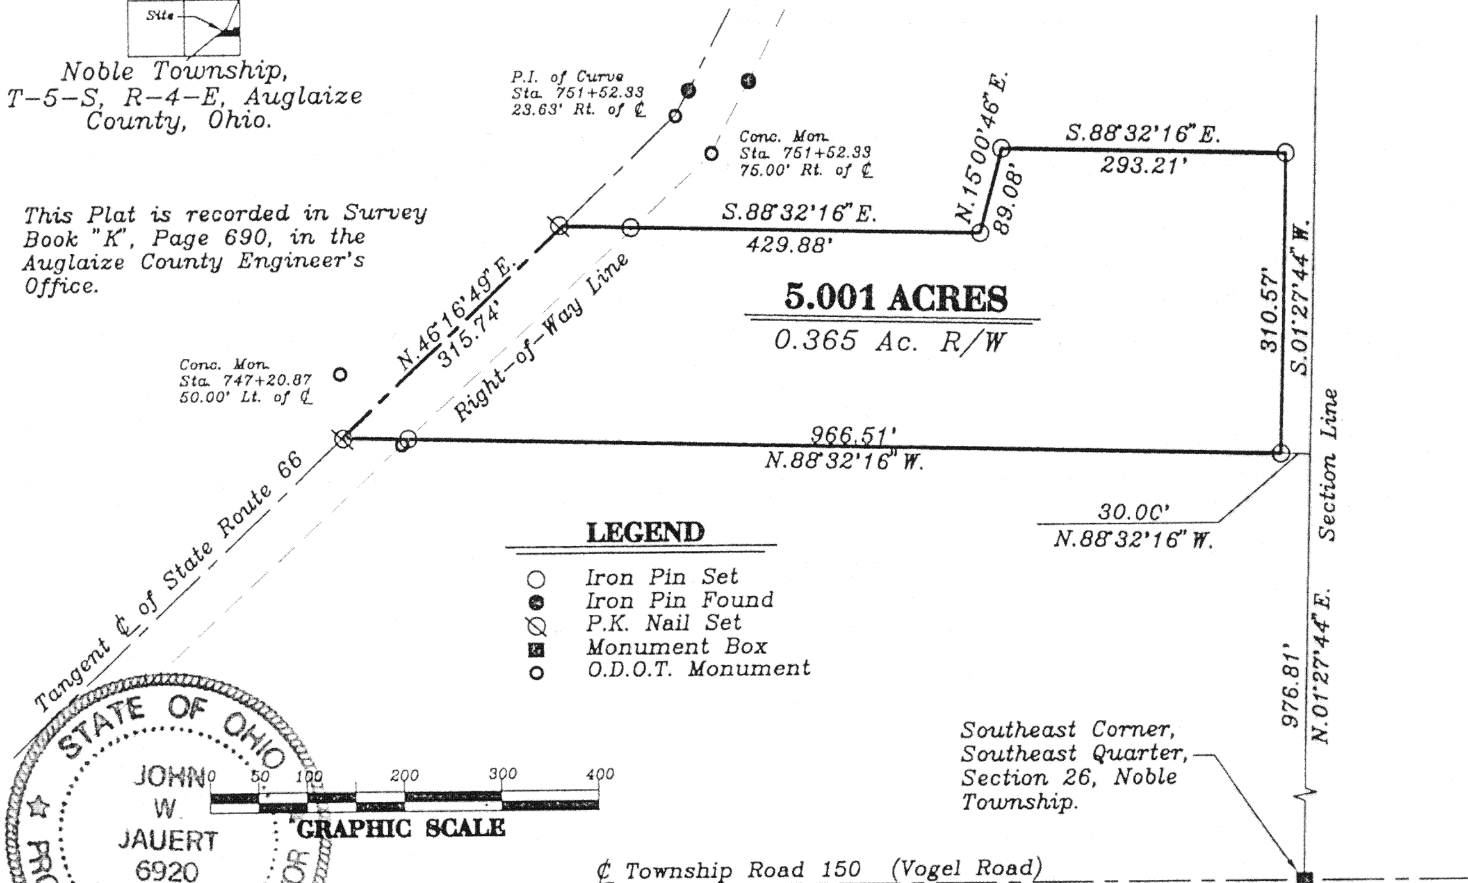 Site
Noble Township,
T-5-S, R-4-E, Auglaize
County, Ohio.
This Plat is recorded in Survey
Book "K", Page 690, in the
Auglaize County Engineer's
Office.
P.I. of Curve
Sta. 751+52.33
23.63' Rt. of ℄
Conc. Mon.
Sta. 751+52.33
75.00' Rt. of ℄
N.15°00'46"E.
89.08'
S.88°32'16"E.
293.21'
S.88°32'16"E.
429.88'
N.46°16'49"E.
315.74'
Right-of-Way Line
5.001 ACRES
0.365 Ac. R/W
310.57'
S.01°27'44"W.
Conc. Mon.
Sta. 747+20.87
50.00' Lt. of ℄
966.51'
N.88°32'16"W.
Section Line
30.00'
N.88°32'16"W.
Tangent ℄ of State Route 66
LEGEND
Iron Pin Set
Iron Pin Found
P.K. Nail Set
Monument Box
O.D.O.T. Monument
976.81'
N.01°27'44"E.
Southeast Corner,
Southeast Quarter,
Section 26, Noble
Township.
STATE OF OHIO
JOHN
W.
JAUERT
6920
0 50 100 200 300 400
GRAPHIC SCALE
℄ Township Road 150 (Vogel Road)